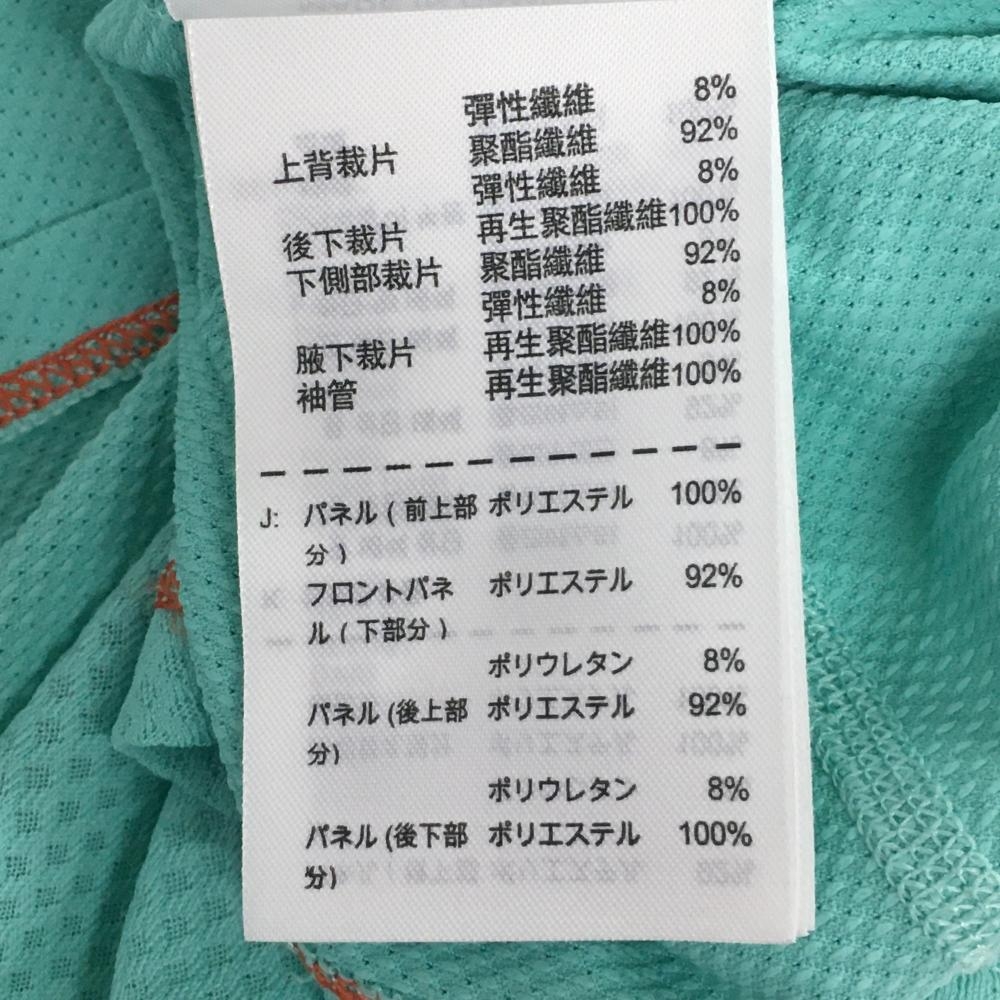 彈性纖維 8%
上背裁片 聚酯纖維 92%
彈性纖維 8%
後下裁片 再生聚酯纖維100%
下側部裁片 聚酯纖維 92%
彈性纖維 8%
腋下裁片 再生聚酯纖維100%
袖管 再生聚酯纖維100%
J: パネル ( 前上部 ポリエステル 100%
分 )
フロントパネ ポリエステル 92%
ル ( 下部分 )
ポリウレタン 8%
パネル (後上部 ポリエステル 92%
分)
ポリウレタン 8%
パネル (後下部 ポリエステル 100%
分)